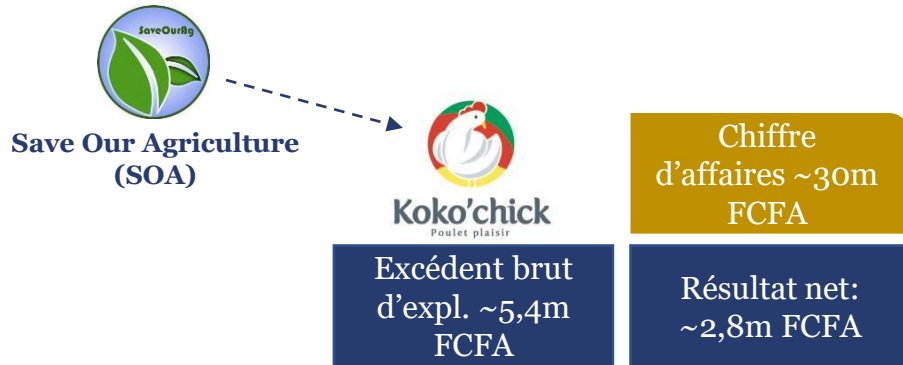 SaveOurAg
Save Our Agriculture
(SOA)
Koko'chick
Poulet plaisir
Chiffre
d'affaires ~30m
FCFA
Excédent brut
d'expl. ~5,4m
FCFA
Résultat net:
~2,8m FCFA